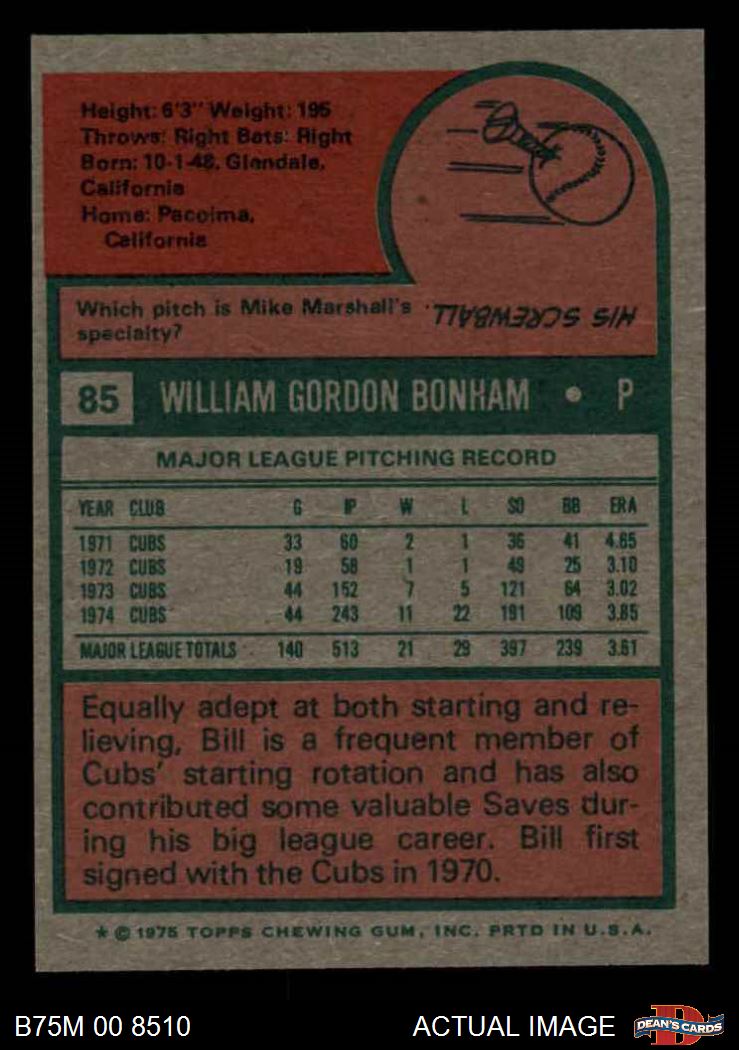 Height: 6'3" Weight: 195
Throws: Right Bats: Right
Born: 10-1-48, Glendale,
California
Home: Pacoima,
California
Which pitch is Mike Marshall's
specialty?
HIS SCREWBALL
85 WILLIAM GORDON BONHAM • P
MAJOR LEAGUE PITCHING RECORD
YEAR CLUB G IP W L SO BB ERA
1971 CUBS 33 60 2 1 36 41 4.65
1972 CUBS 19 58 1 1 49 25 3.10
1973 CUBS 44 152 7 5 121 64 3.02
1974 CUBS 44 243 11 22 191 109 3.85
MAJOR LEAGUE TOTALS 140 513 21 29 397 239 3.61
Equally adept at both starting and re-
lieving, Bill is a frequent member of
Cubs' starting rotation and has also
contributed some valuable Saves dur-
ing his big league career. Bill first
signed with the Cubs in 1970.
★ © 1975 TOPPS CHEWING GUM, INC. PRTD IN U.S.A.
B75M 00 8510 ACTUAL IMAGE DEAN'S CARDS